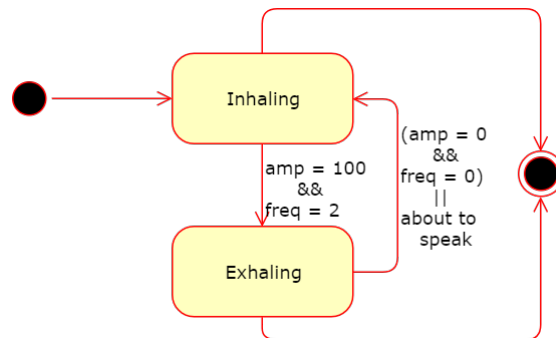 Inhaling
amp = 100
&&
freq = 2
(amp = 0
&&
freq = 0)
||
about to
speak
Exhaling